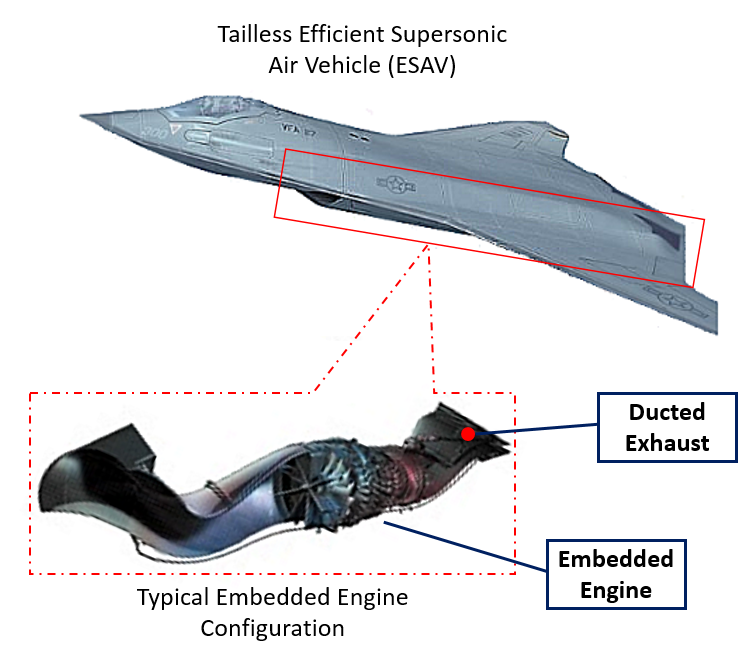 Tailless Efficient Supersonic
Air Vehicle (ESAV)
Ducted
Exhaust
Embedded
Engine
Typical Embedded Engine
Configuration